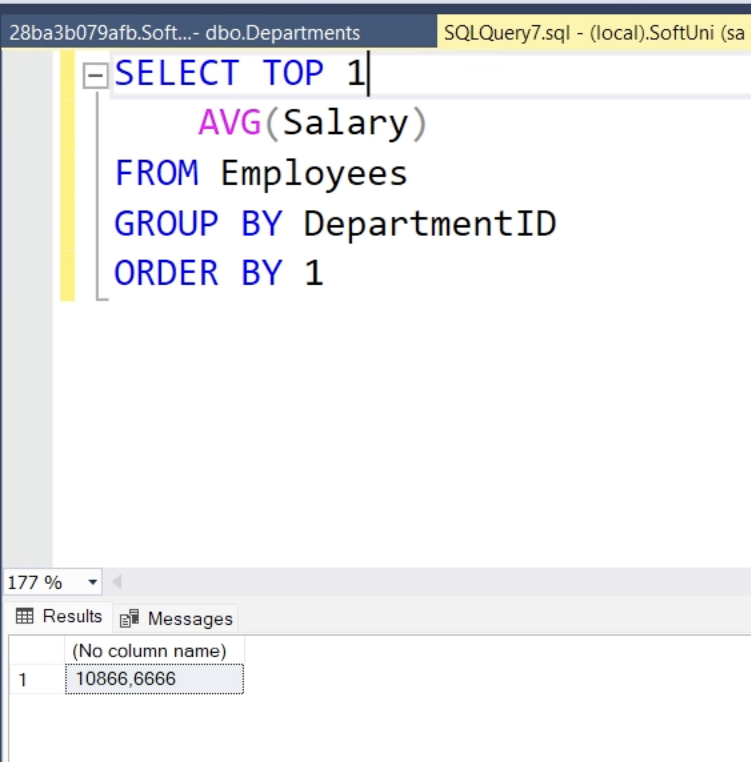 28ba3b079afb.Soft...- dbo.Departments
SQLQuery7.sql - (local).SoftUni (sa
SELECT TOP 1
AVG(Salary)
FROM Employees
GROUP BY DepartmentID
ORDER BY 1
177 %
Results
Messages
(No column name)
1
10866,6666